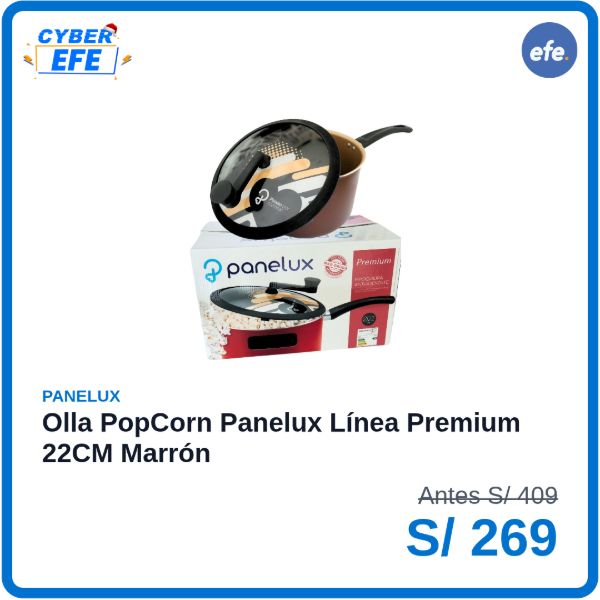 CYBER
EFE
efe.
panelux
Premium
PANELUX
Olla PopCorn Panelux Línea Premium
22CM Marrón
Antes S/ 409
S/ 269